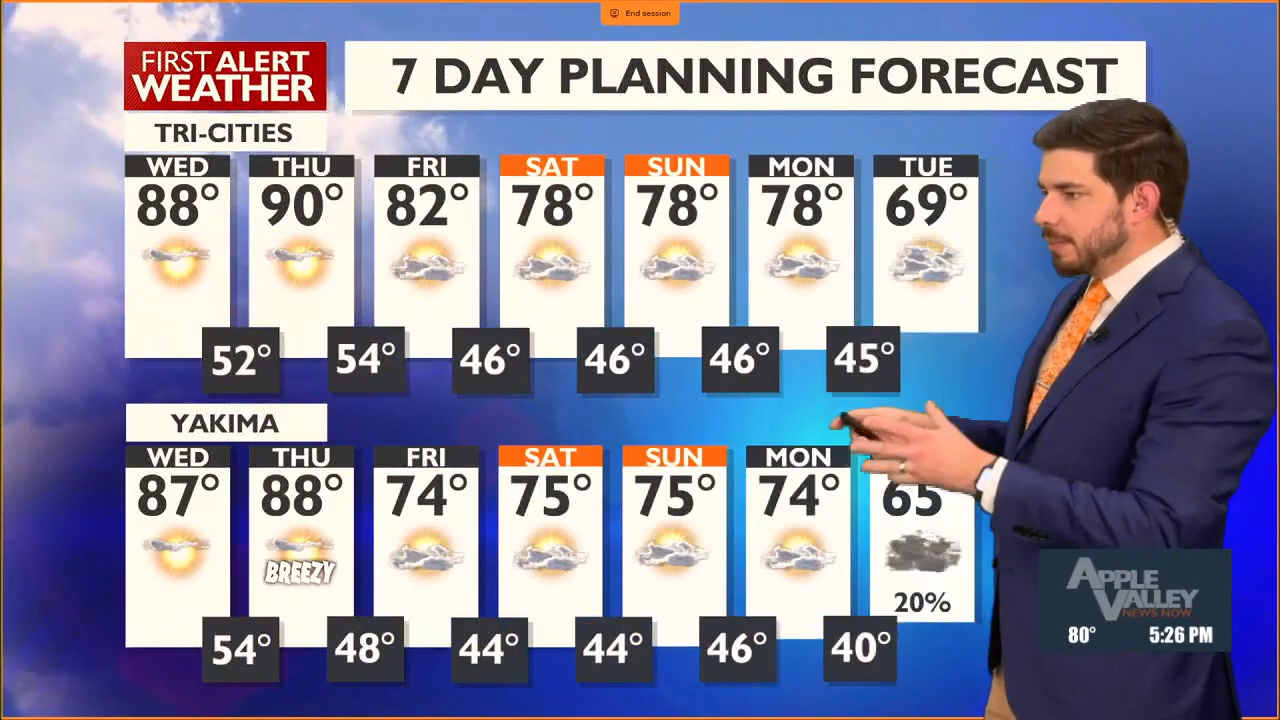 End session
FIRST ALERT
WEATHER
7 DAY PLANNING FORECAST
TRI-CITIES
WED THU FRI SAT SUN MON TUE
88° 90° 82° 78° 78° 78° 69°
52° 54° 46° 46° 46° 45°
YAKIMA
WED THU FRI SAT SUN MON
87° 88° 74° 75° 75° 74° 65
BREEZY
20%
54° 48° 44° 44° 46° 40°
APPLE
VALLEY
NEWS NOW
80° 5:26 PM